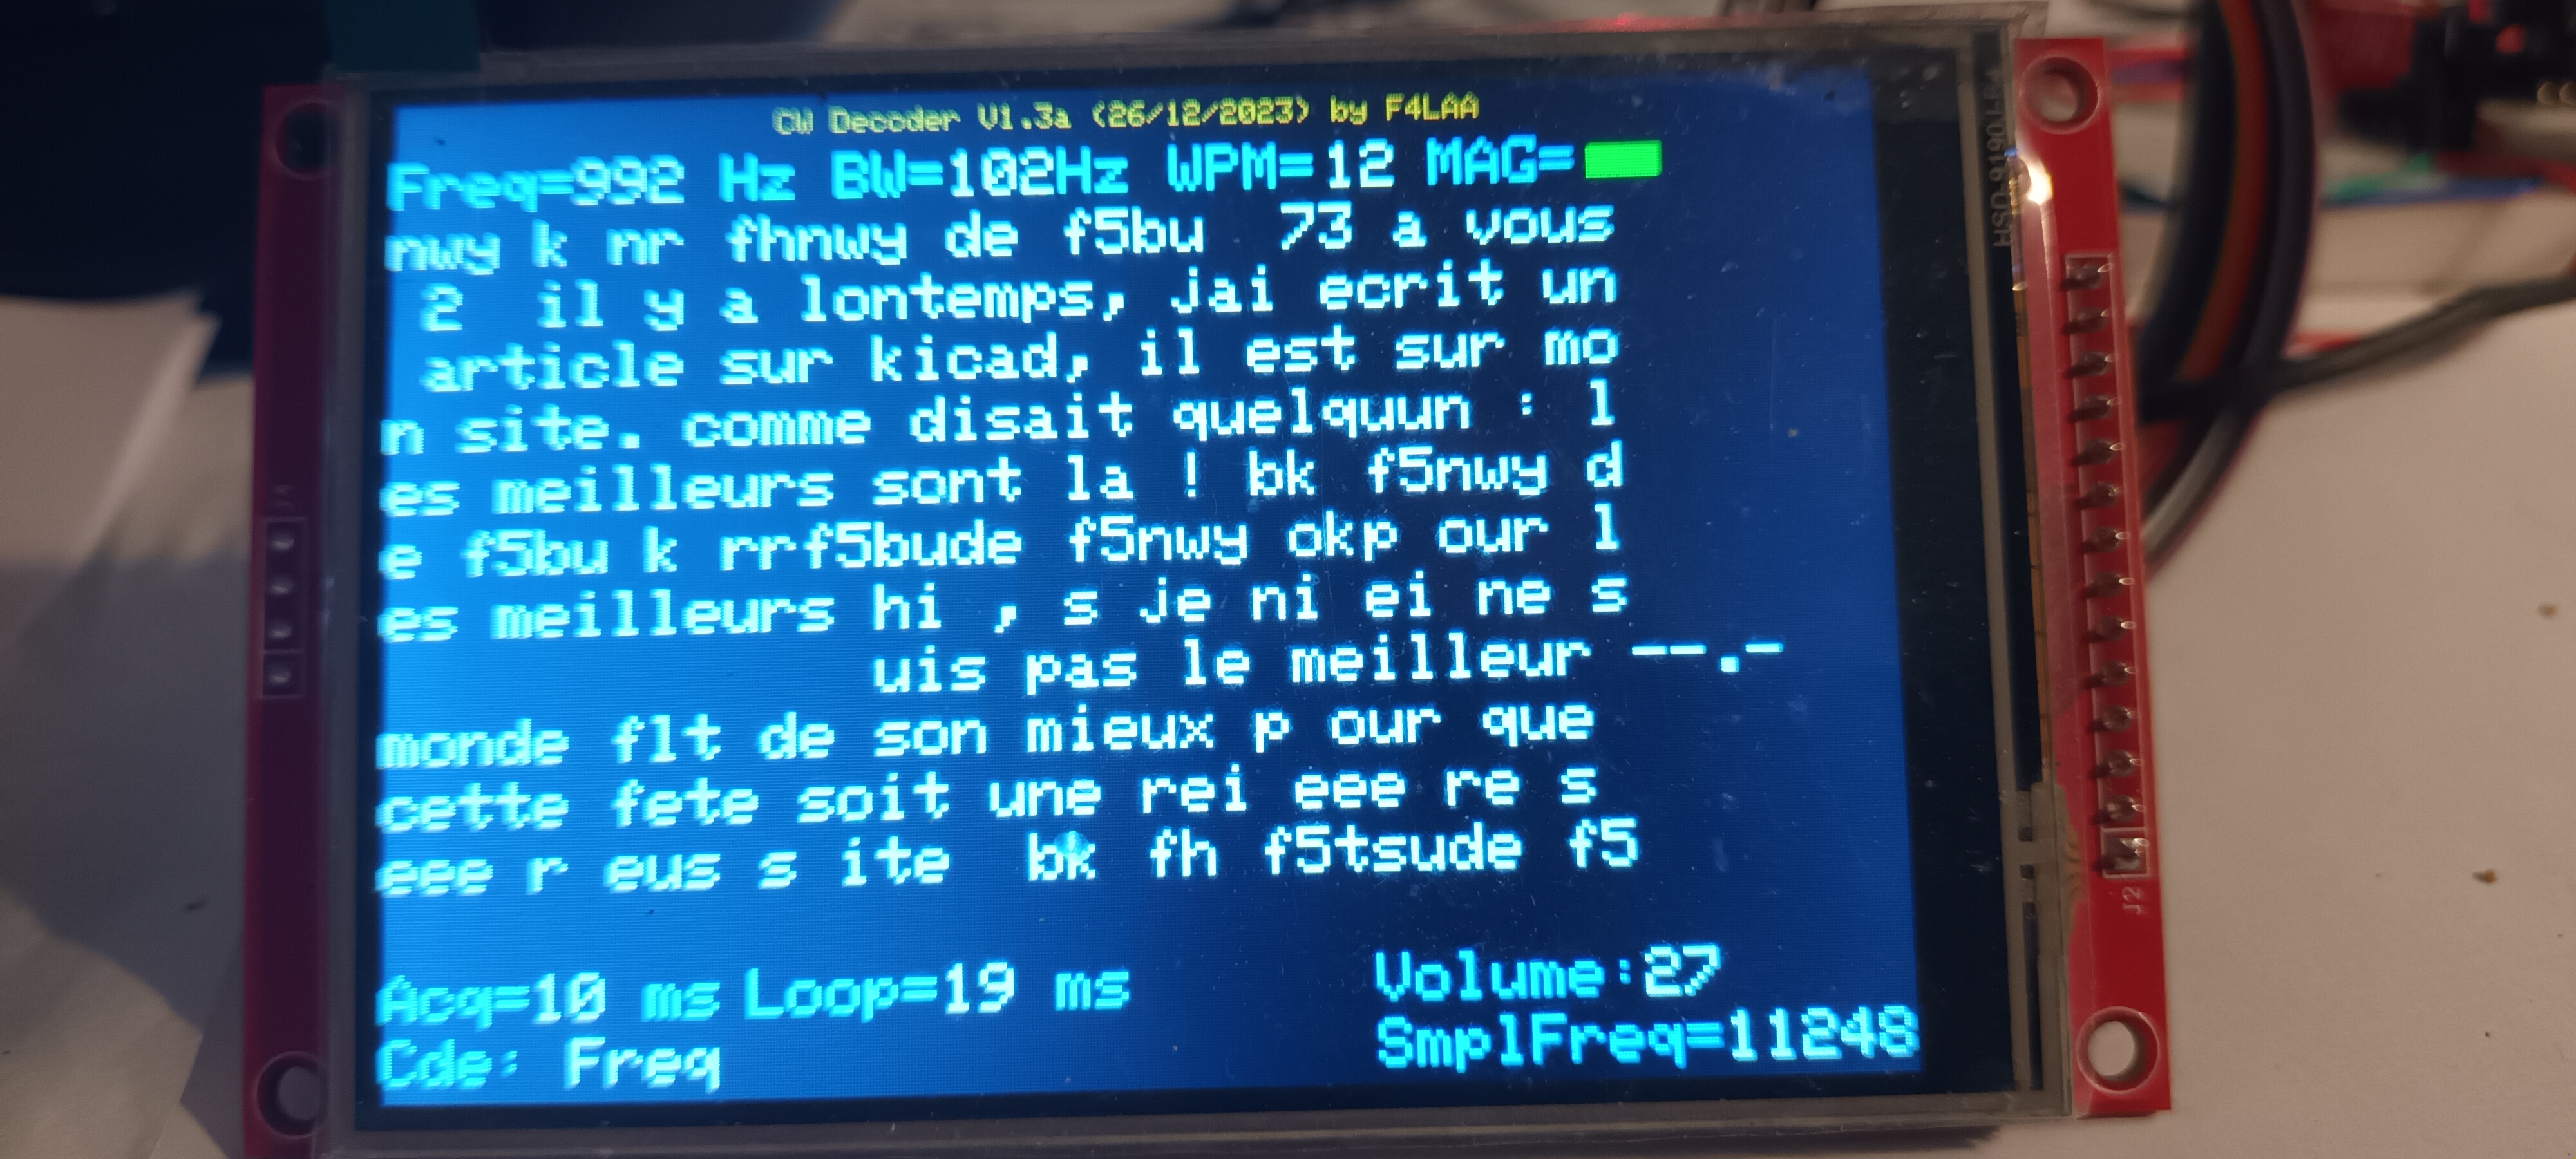 CW Decoder V1.3a (26/12/2023) by F4LAA
Freq=992 Hz BW=102Hz WPM=12 MAG=
nwy k nr fhnwy de f5bu 73 a vous
2 il y a lontemps, jai ecrit un
article sur kicad, il est sur mo
n site. comme disait quelquun : l
es meilleurs sont la ! bk f5nwy d
e f5bu k rrf5bude f5nwy okp our l
es meilleurs hi , s je ni ei ne s
uis pas le meilleur --.-
monde flt de son mieux p our que
cette fete soit une rei eee re s
eee r eus s ite bk fh f5tsude f5
Acq=10 ms Loop=19 ms Volume:27
Cde: Freq SmplFreq=11248
J2